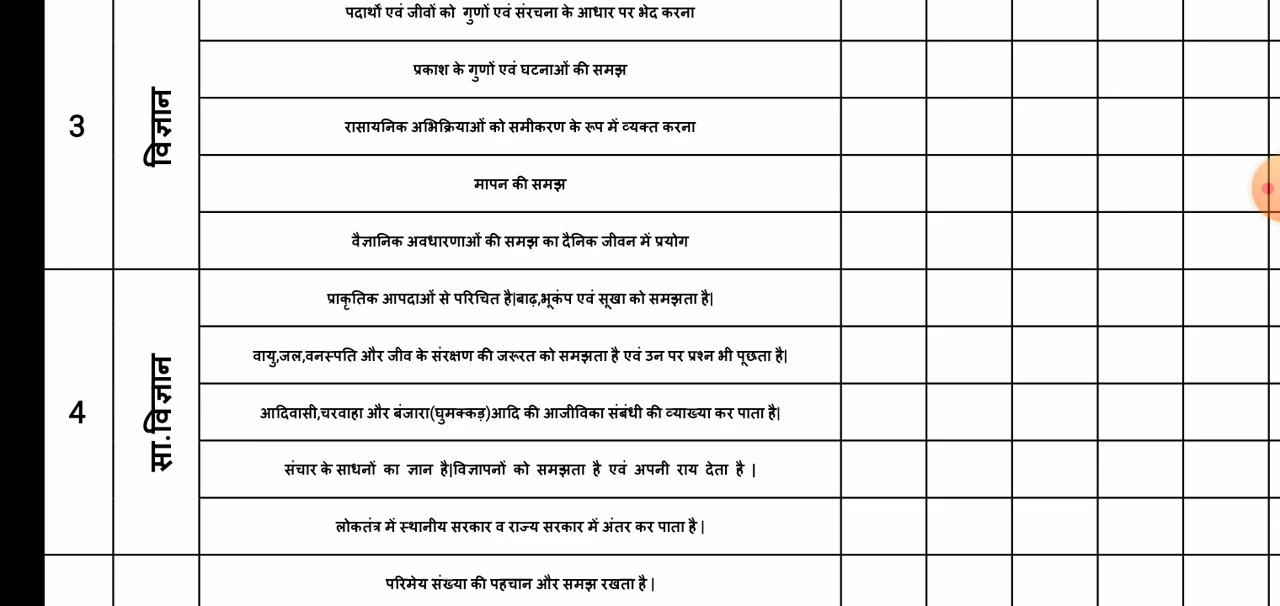 पदार्थों एवं जीवों को गुणों एवं संरचना के आधार पर भेद करना
प्रकाश के गुणों एवं घटनाओं की समझ
3
विज्ञान
रासायनिक अभिक्रियाओं को समीकरण के रूप में व्यक्त करना
मापन की समझ
वैज्ञानिक अवधारणाओं की समझ का दैनिक जीवन में प्रयोग
प्राकृतिक आपदाओं से परिचित है|बाढ़,भूकंप एवं सूखा को समझता है|
वायु,जल,वनस्पति और जीव के संरक्षण की जरूरत को समझता है एवं उन पर प्रश्न भी पूछता है|
4
सा.विज्ञान
आदिवासी,चरवाहा और बंजारा(घुमक्कड़)आदि की आजीविका संबंधी की व्याख्या कर पाता है|
संचार के साधनों का ज्ञान है|विज्ञापनों को समझता है एवं अपनी राय देता है |
लोकतंत्र में स्थानीय सरकार व राज्य सरकार में अंतर कर पाता है |
परिमेय संख्या की पहचान और समझ रखता है |